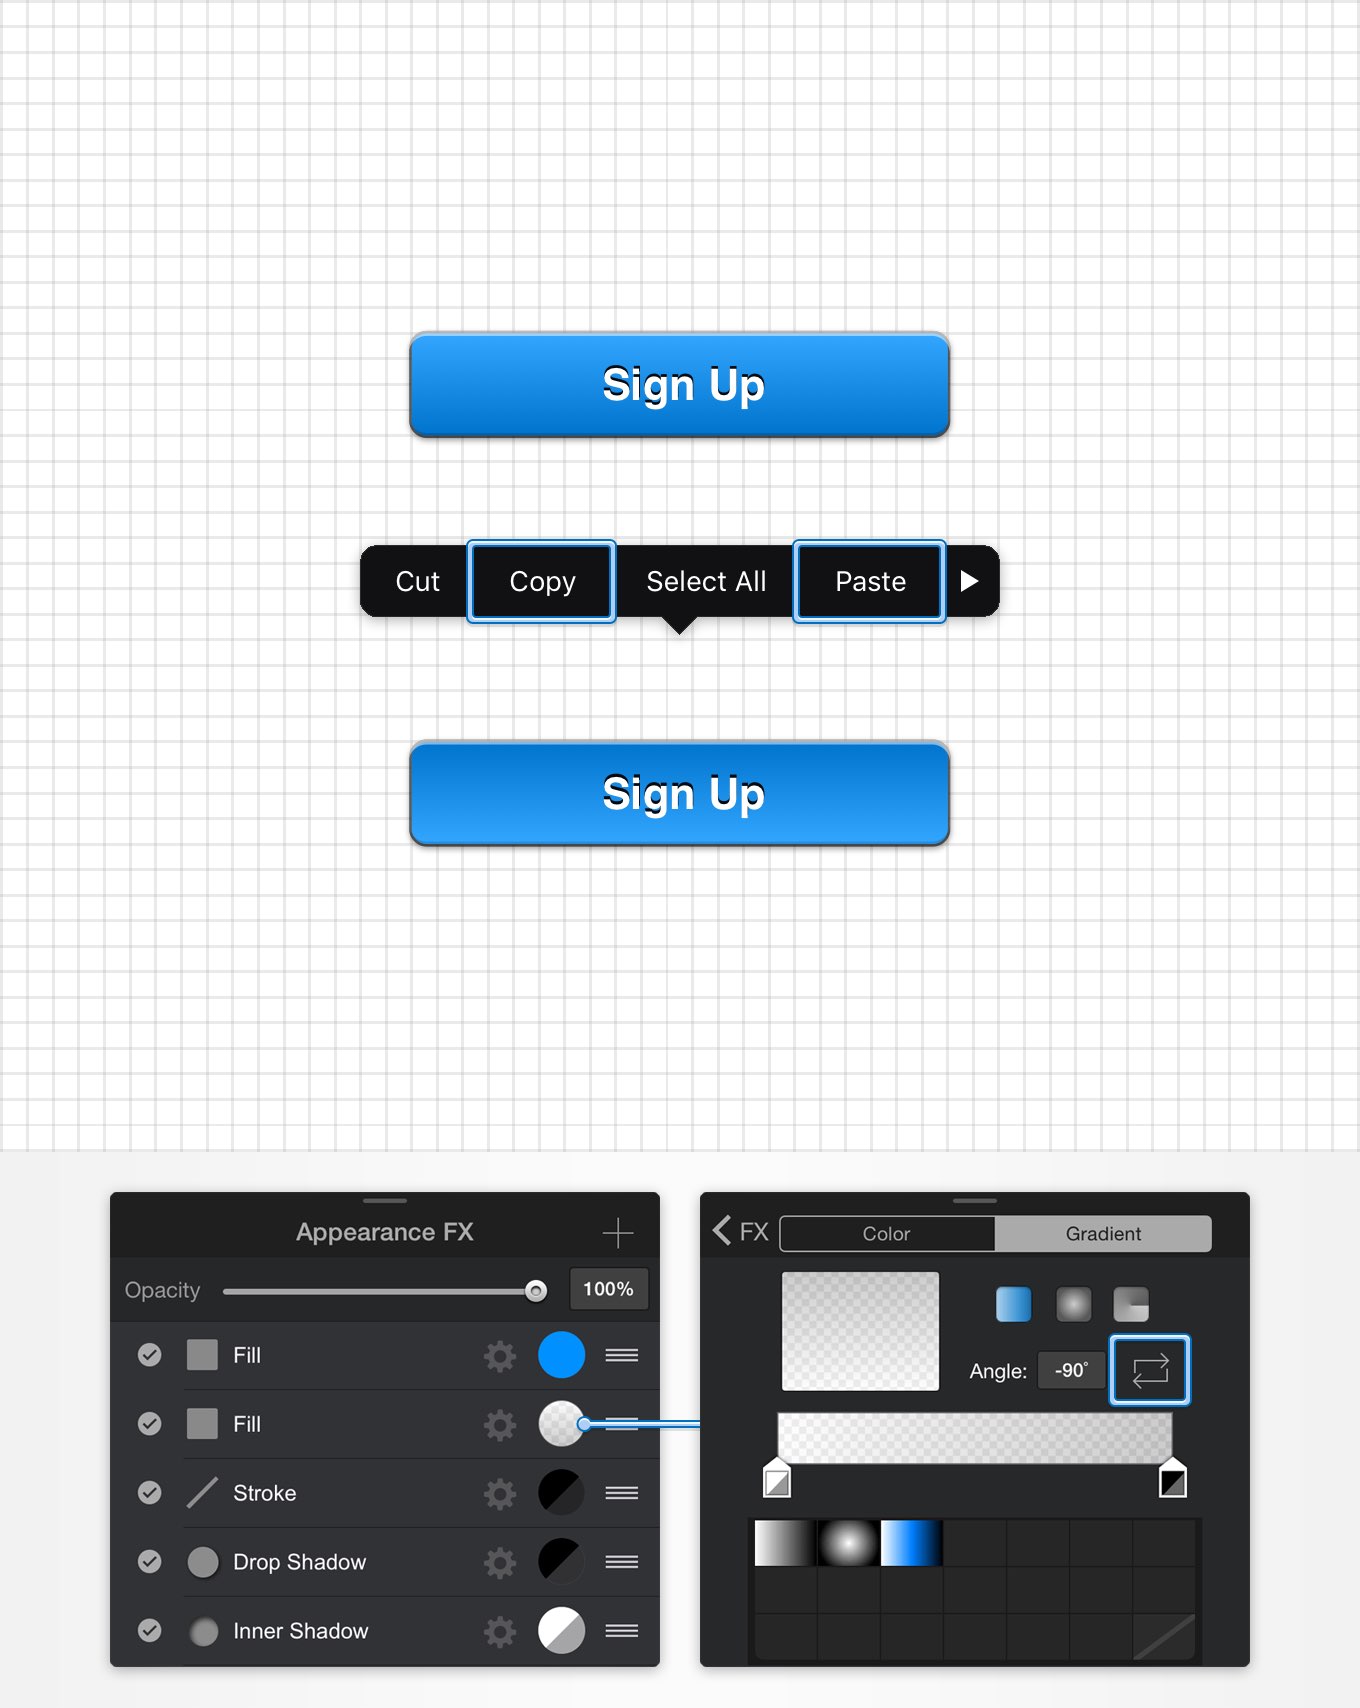 Sign Up
Cut Copy Select All Paste
Sign Up
Appearance FX
Opacity 100%
Fill
Fill
Stroke
Drop Shadow
Inner Shadow
FX Color Gradient
Angle: -90°